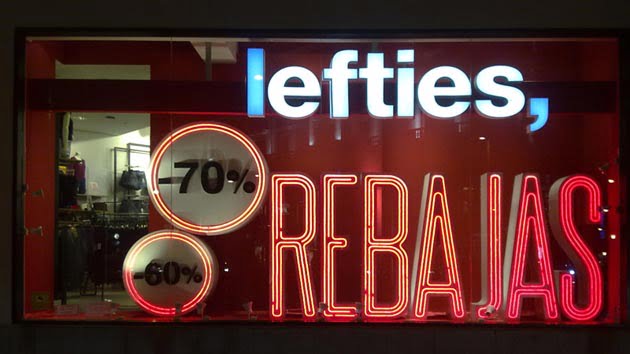 lefties,
-70%
REBAJAS
-60%